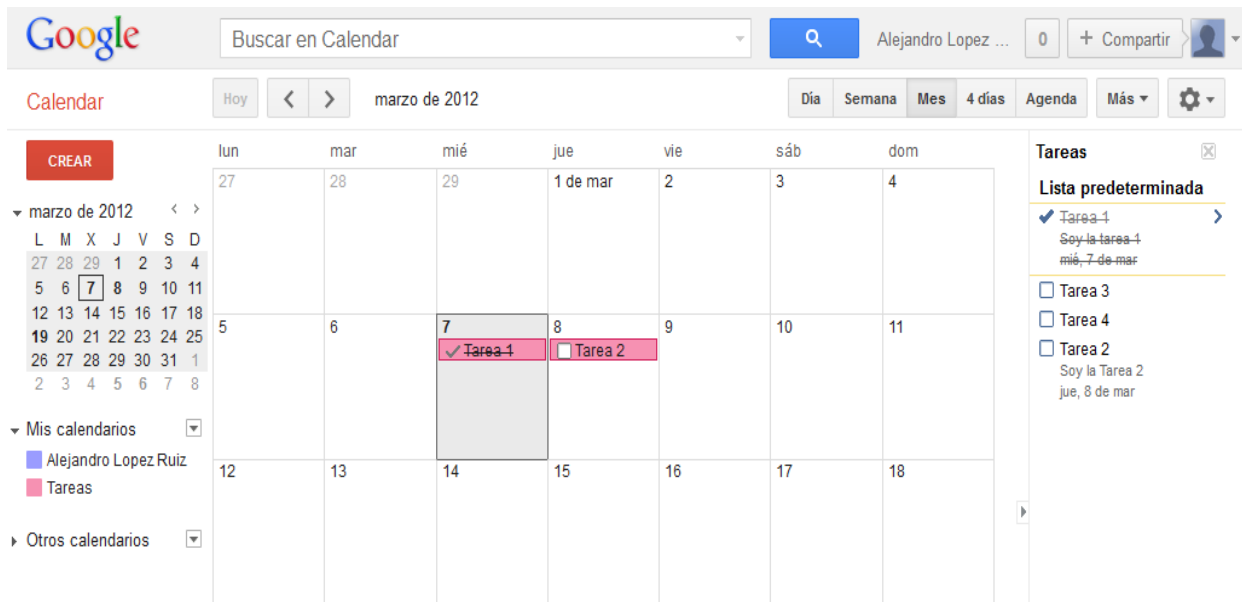 Google
Buscar en Calendar
Alejandro Lopez ...
0
+ Compartir
Calendar
Hoy
marzo de 2012
Día Semana Mes 4 días Agenda
Más
CREAR
marzo de 2012
L M X J V S D
27 28 29 1 2 3 4
5 6 7 8 9 10 11
12 13 14 15 16 17 18
19 20 21 22 23 24 25
26 27 28 29 30 31 1
2 3 4 5 6 7 8
Mis calendarios
Alejandro Lopez Ruiz
Tareas
Otros calendarios
lun mar mié jue vie sáb dom
27 28 29 1 de mar 2 3 4
5 6 7 8 9 10 11
Tarea 1 Tarea 2
12 13 14 15 16 17 18
Tareas
Lista predeterminada
Tarea 1
Soy la tarea 1
mié, 7 de mar
Tarea 3
Tarea 4
Tarea 2
Soy la Tarea 2
jue, 8 de mar